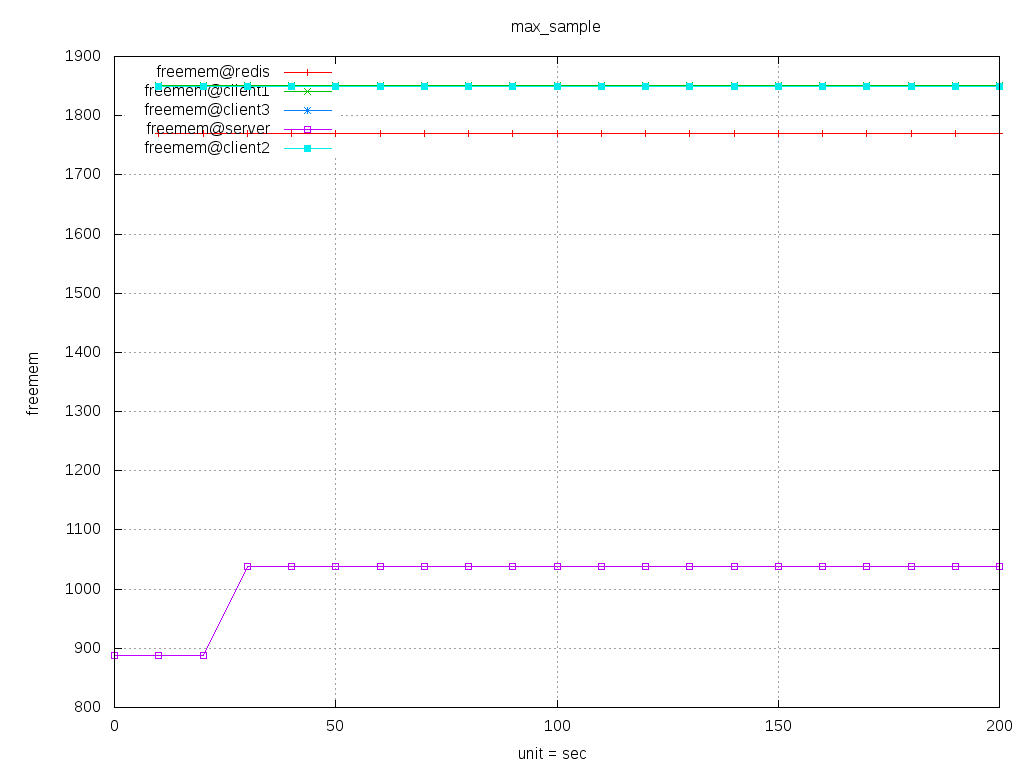 max_sample
1900
1800
1700
1600
1500
1400
1300
1200
1100
1000
900
800
freemem@redis
freemem@client1
freemem@client3
freemem@server
freemem@client2
freemem
0
50
100
150
200
unit = sec